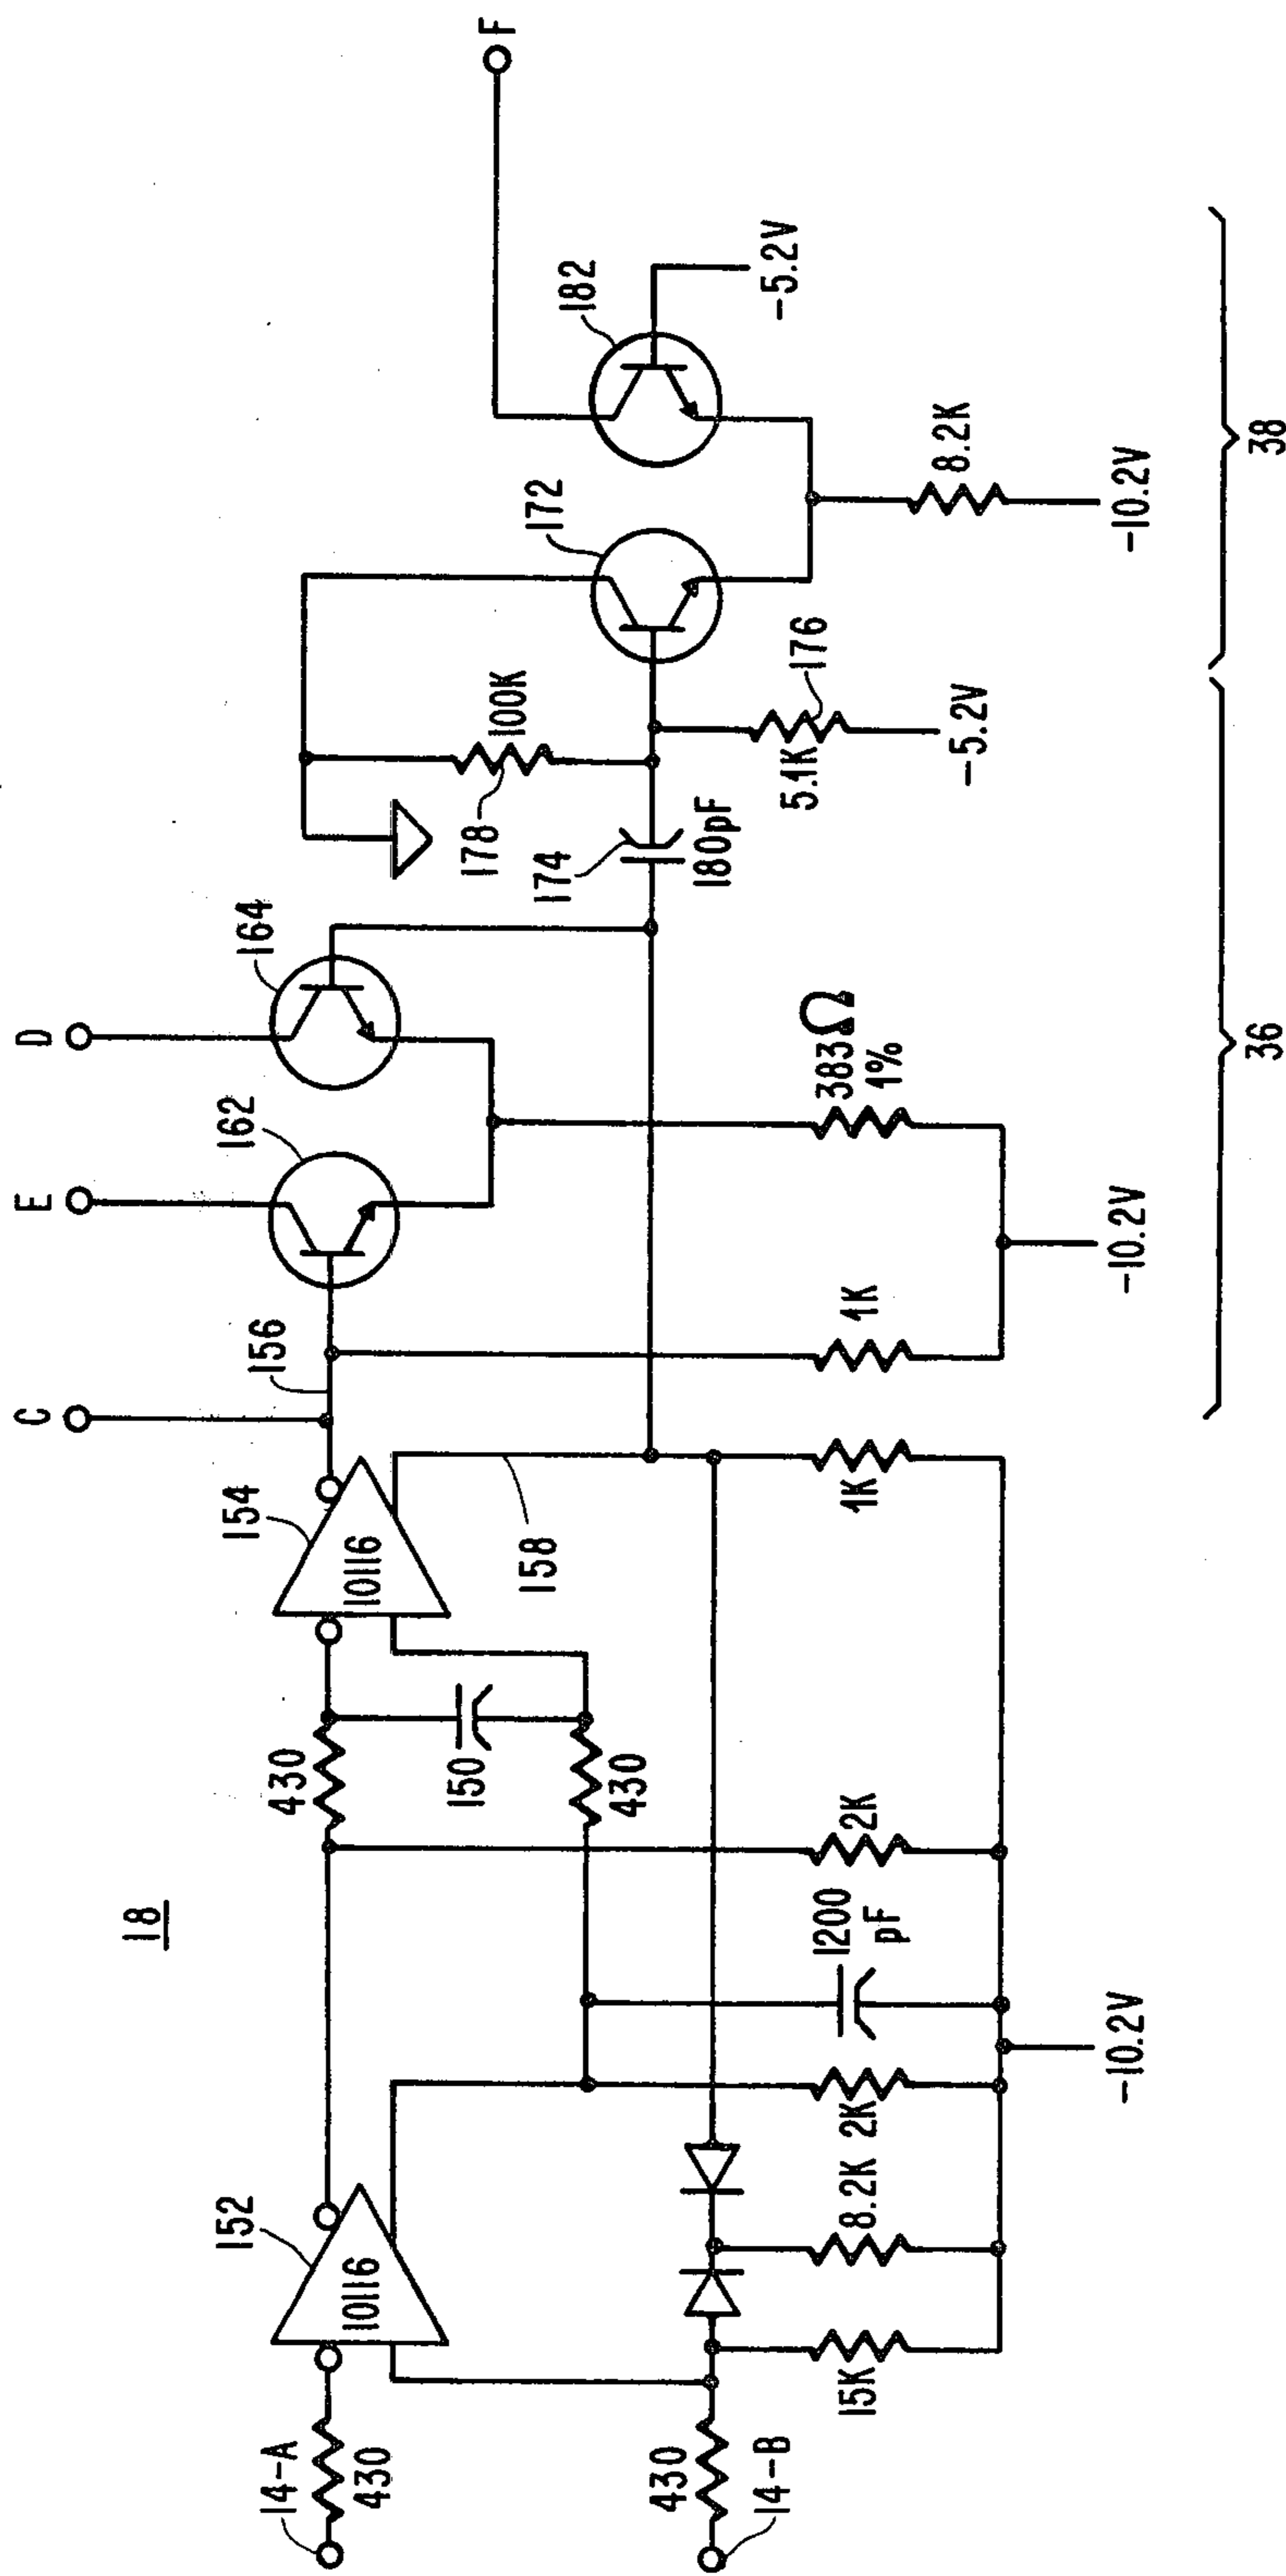 C
E
D
F
18
152
154
156
162
164
14-A
430
430
10116
10116
150
178
100K
172
182
174
158
430
180pF
430
14-B
5.1K
176
-5.2V
-5.2V
15K
8.2K
2K
1200
pF
2K
1K
1K
383Ω
1%
8.2K
-10.2V
-10.2V
-10.2V
36
38